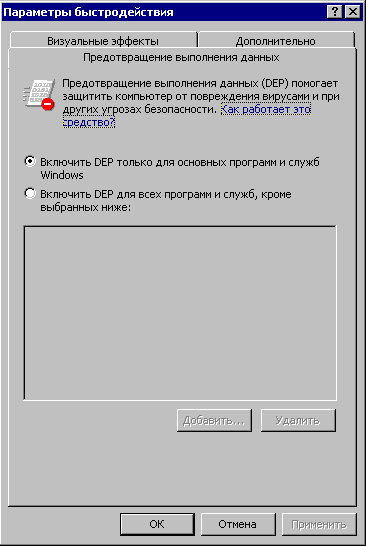 Параметры быстродействия
Визуальные эффекты
Дополнительно
Предотвращение выполнения данных
Предотвращение выполнения данных (DEP) помогает
защитить компьютер от повреждения вирусами и при
других угрозах безопасности. Как работает это
средство?
Включить DEP только для основных программ и служб
Windows
Включить DEP для всех программ и служб, кроме
выбранных ниже:
Добавить...
Удалить
OK
Отмена
Применить